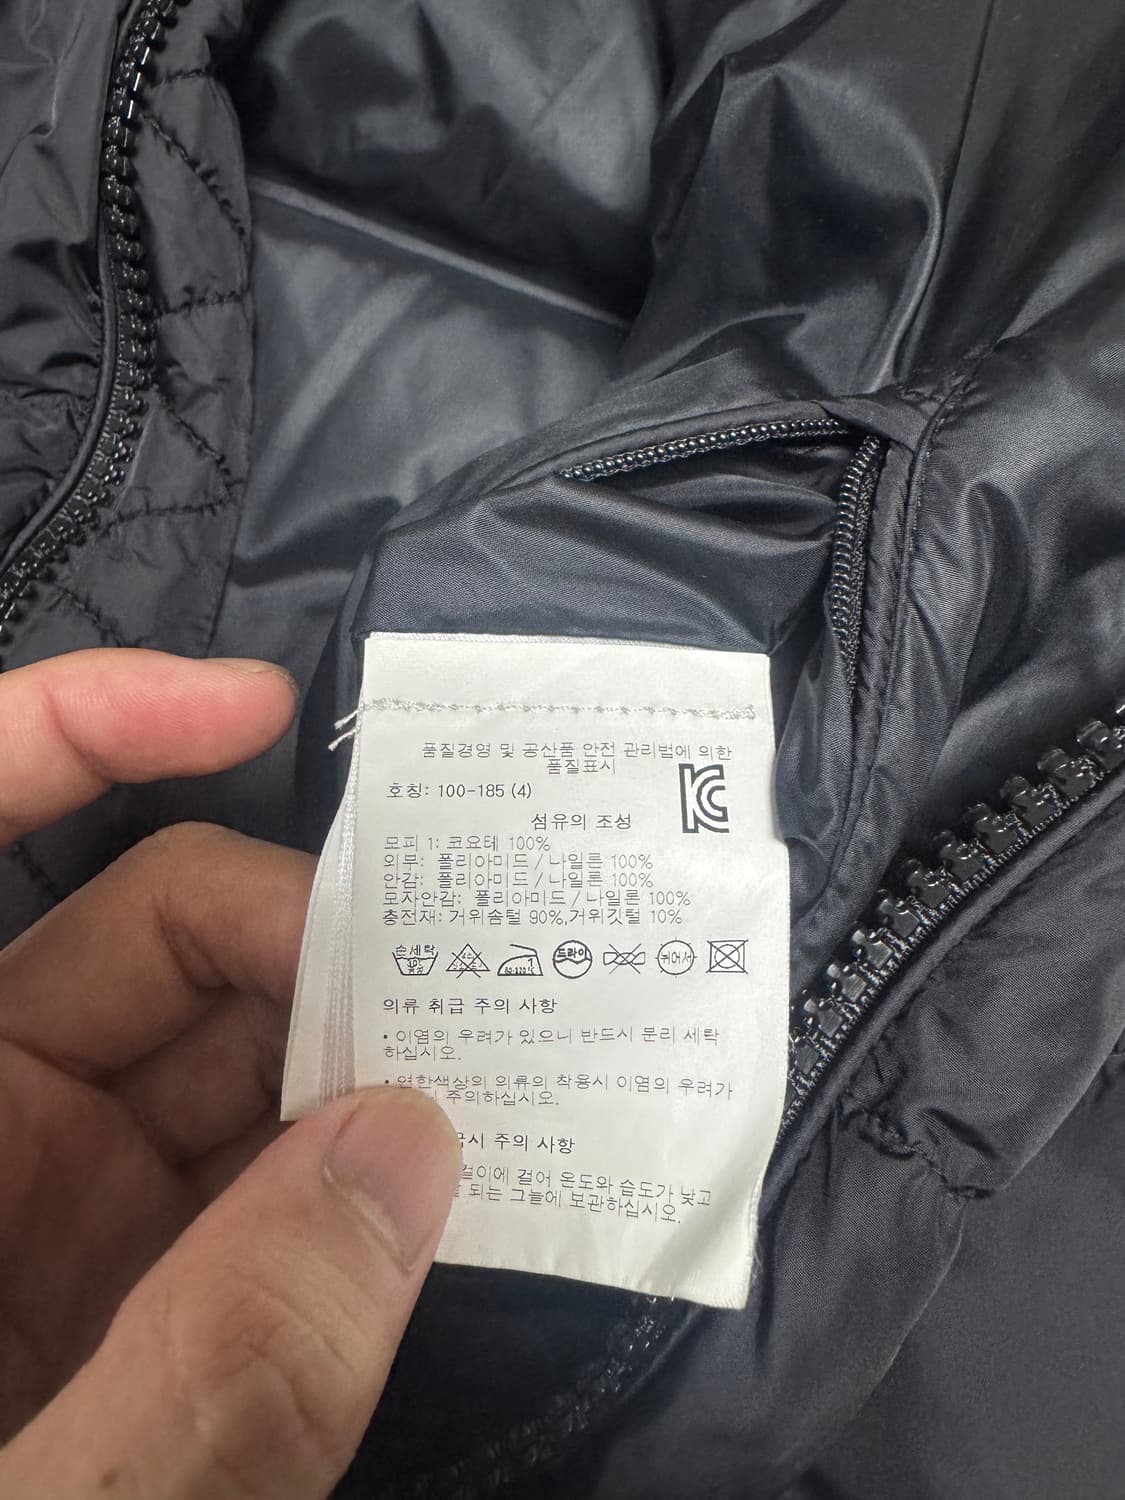 품질경영 및 공산품 안전 관리법에 의한
품질표시
호칭: 100-185 (4)
섬유의 조성
모피 1: 코요테 100%
외부: 폴리아미드 / 나일론 100%
안감: 폴리아미드 / 나일론 100%
모자안감: 폴리아미드 / 나일론 100%
충전재: 거위솜털 90%,거위깃털 10%
손세탁 드라이 뉘어서
의류 취급 주의 사항
• 이염의 우려가 있으니 반드시 분리 세탁
하십시오.
• 연한색상의 의류의 착용시 이염의 우려가
주의하십시오.
주의 사항
걸어 온도와 습도가 낮고
되는 그늘에 보관하십시오.